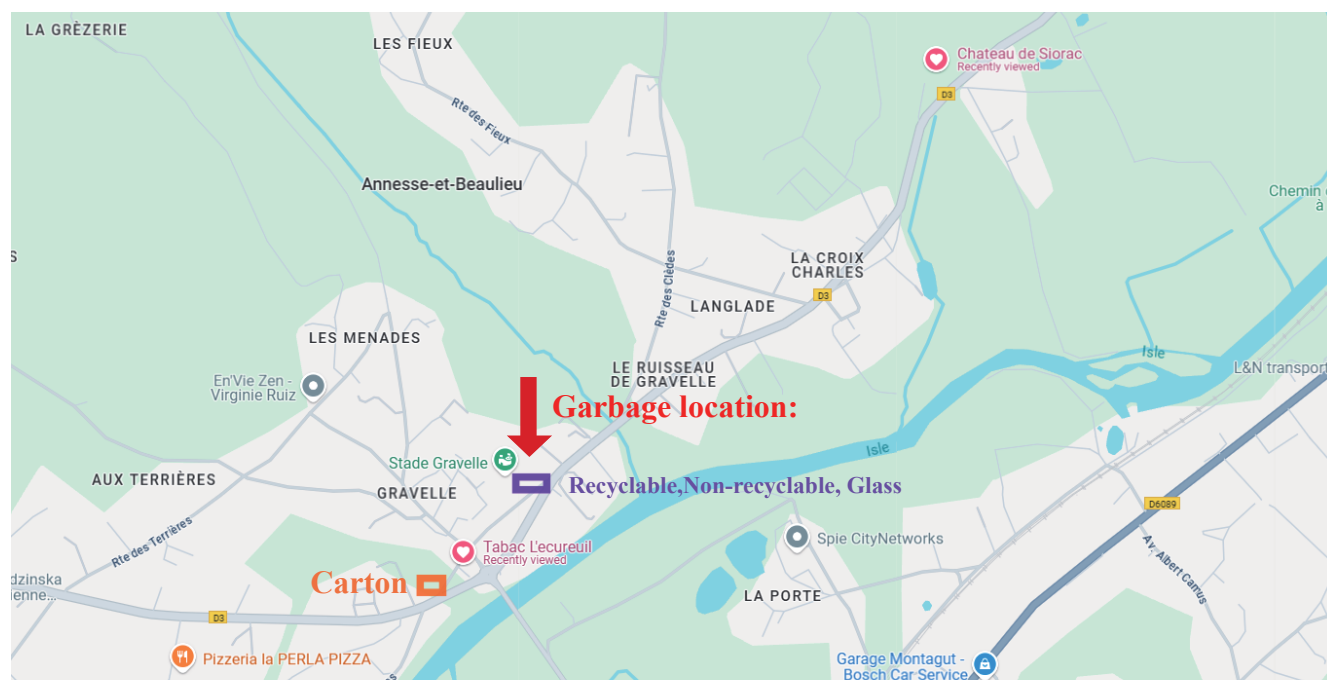 LA GRÈZERIE
LES FIEUX
Chateau de Siorac
Recently viewed
D3
Rte des Fieux
Annesse-et-Beaulieu
Chemin
à
S
LA CROIX
CHARLES
D3
Rte des Clèdes
LANGLADE
LES MENADES
Isle
L&N transport
LE RUISSEAU
DE GRAVELLE
En'Vie Zen -
Virginie Ruiz
Garbage location:
Isle
Stade Gravelle
AUX TERRIÈRES
GRAVELLE
Recyclable,Non-recyclable, Glass
D6089
Rte des Terrières
Tabac L'ecureuil
Recently viewed
Spie CityNetworks
Av. Albert Camus
dzinska
ienne...
Carton
LA PORTE
D3
Pizzeria la PERLA PIZZA
Garage Montagut -
Bosch Car Service